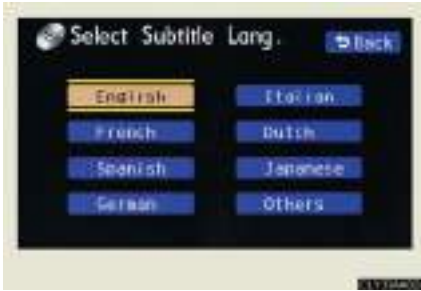 Select Subtitle Lang.
Back
English
Italian
French
Dutch
Spanish
Japanese
German
Others